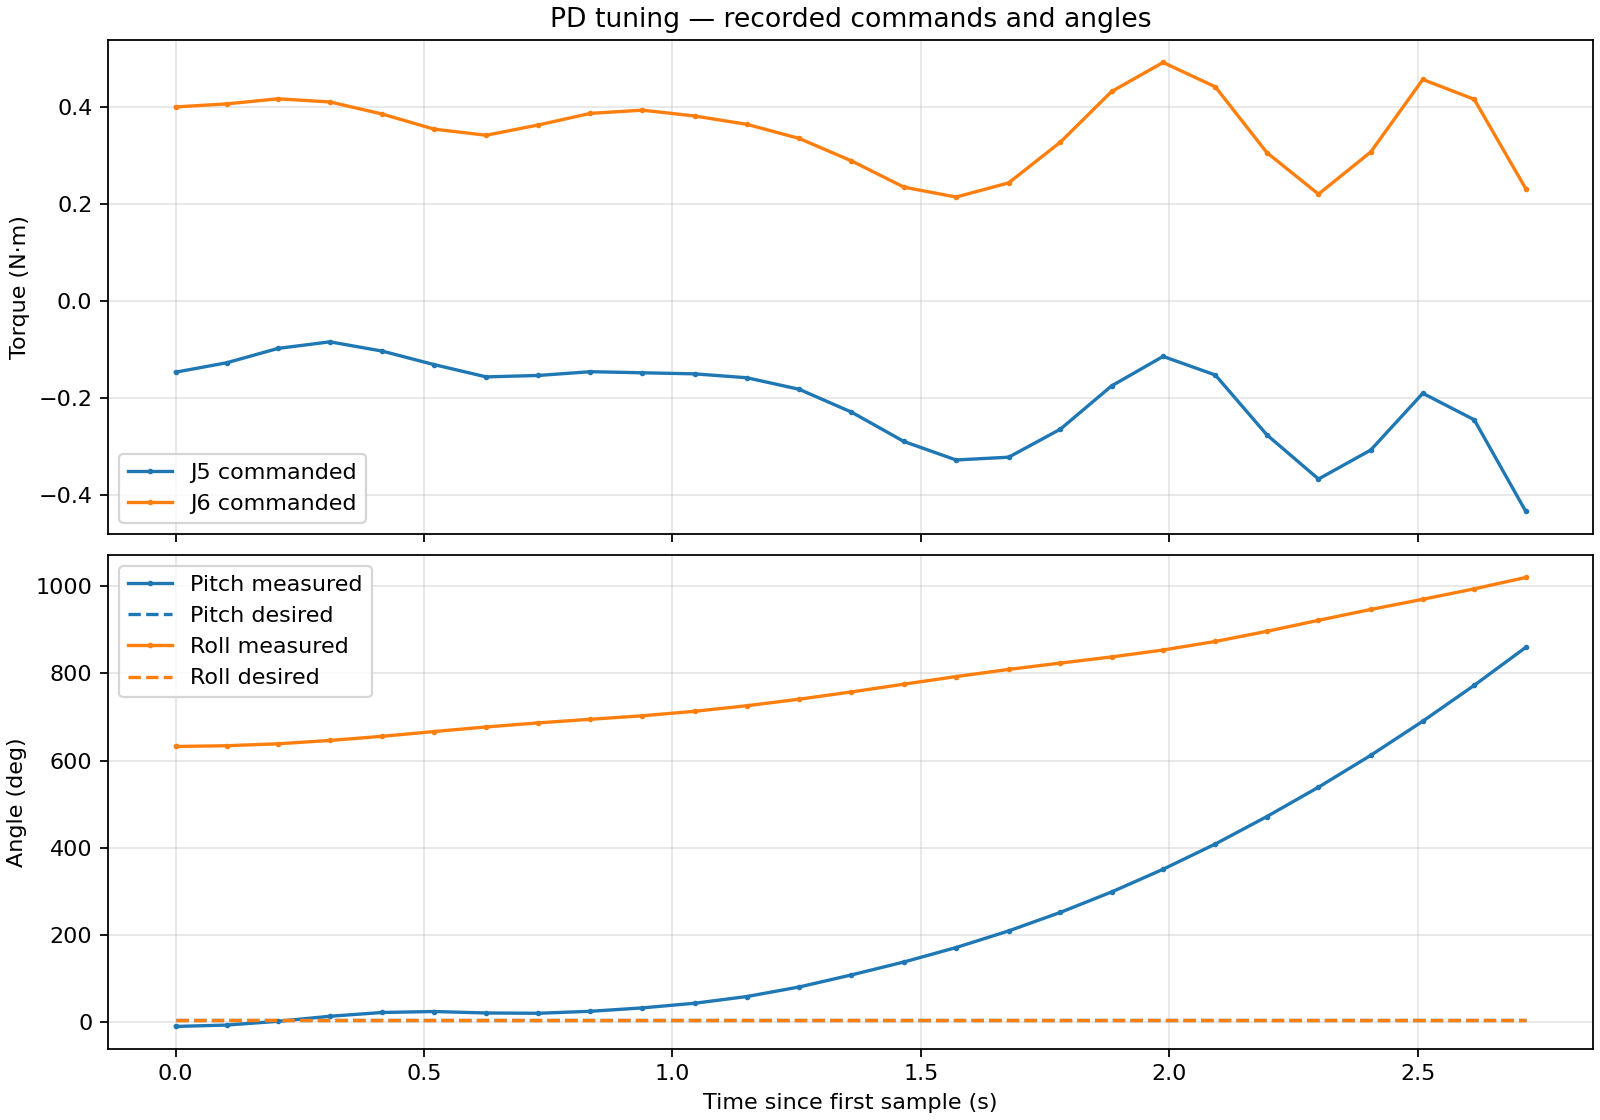 PD tuning — recorded commands and angles
Torque (N·m)
0.4
0.2
0.0
−0.2
−0.4
J5 commanded
J6 commanded
Angle (deg)
1000
800
600
400
200
0
Pitch measured
Pitch desired
Roll measured
Roll desired
0.0 0.5 1.0 1.5 2.0 2.5
Time since first sample (s)